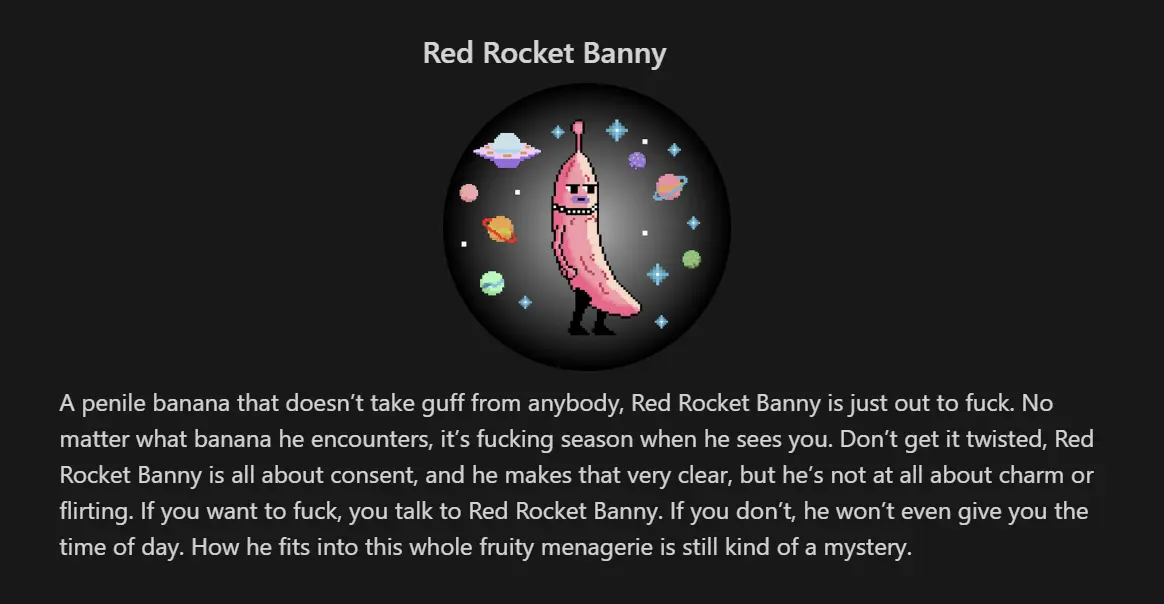 Red Rocket Banny
A penile banana that doesn’t take guff from anybody, Red Rocket Banny is just out to fuck. No
matter what banana he encounters, it’s fucking season when he sees you. Don’t get it twisted, Red
Rocket Banny is all about consent, and he makes that very clear, but he’s not at all about charm or
flirting. If you want to fuck, you talk to Red Rocket Banny. If you don’t, he won’t even give you the
time of day. How he fits into this whole fruity menagerie is still kind of a mystery.